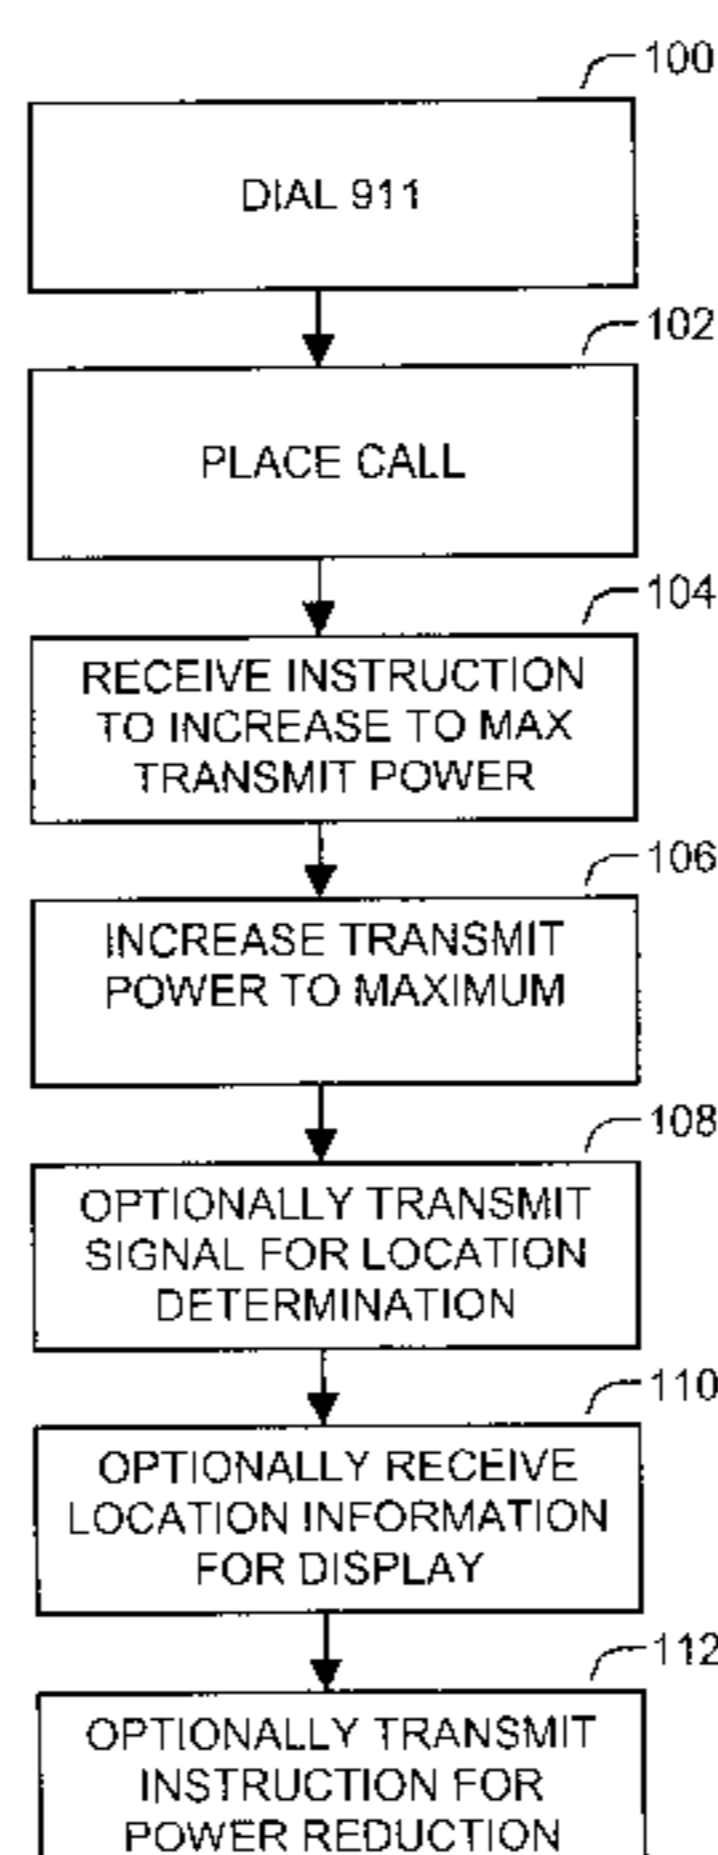 100
DIAL 911
102
PLACE CALL
104
RECEIVE INSTRUCTION
TO INCREASE TO MAX
TRANSMIT POWER
106
INCREASE TRANSMIT
POWER TO MAXIMUM
108
OPTIONALLY TRANSMIT
SIGNAL FOR LOCATION
DETERMINATION
110
OPTIONALLY RECEIVE
LOCATION INFORMATION
FOR DISPLAY
112
OPTIONALLY TRANSMIT
INSTRUCTION FOR
POWER REDUCTION